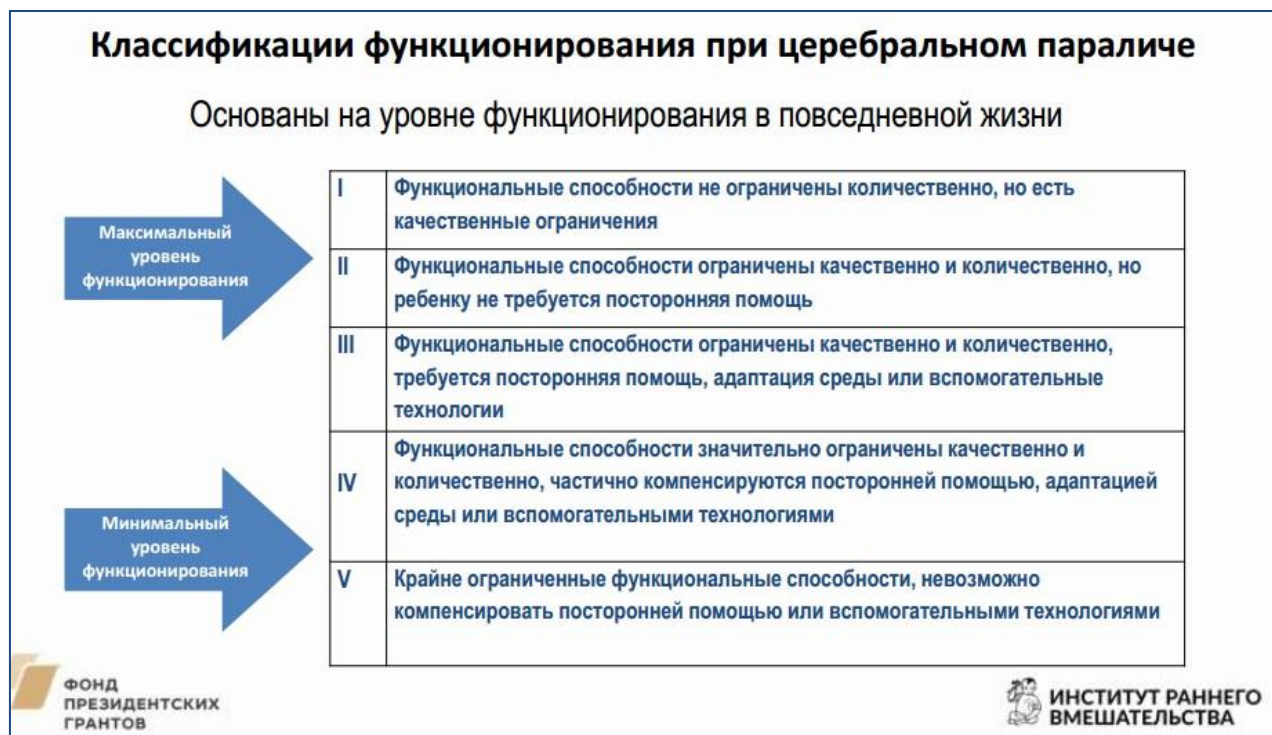 Классификации функционирования при церебральном параличе
Основаны на уровне функционирования в повседневной жизни
Максимальный
уровень
функционирования
I
Функциональные способности не ограничены количественно, но есть
качественные ограничения
II
Функциональные способности ограничены качественно и количественно, но
ребенку не требуется посторонняя помощь
III
Функциональные способности ограничены качественно и количественно,
требуется посторонняя помощь, адаптация среды или вспомогательные
технологии
Минимальный
уровень
функционирования
IV
Функциональные способности значительно ограничены качественно и
количественно, частично компенсируются посторонней помощью, адаптацией
среды или вспомогательными технологиями
V
Крайне ограниченные функциональные способности, невозможно
компенсировать посторонней помощью или вспомогательными технологиями
ФОНД
ПРЕЗИДЕНТСКИХ
ГРАНТОВ
ИНСТИТУТ РАННЕГО
ВМЕШАТЕЛЬСТВА